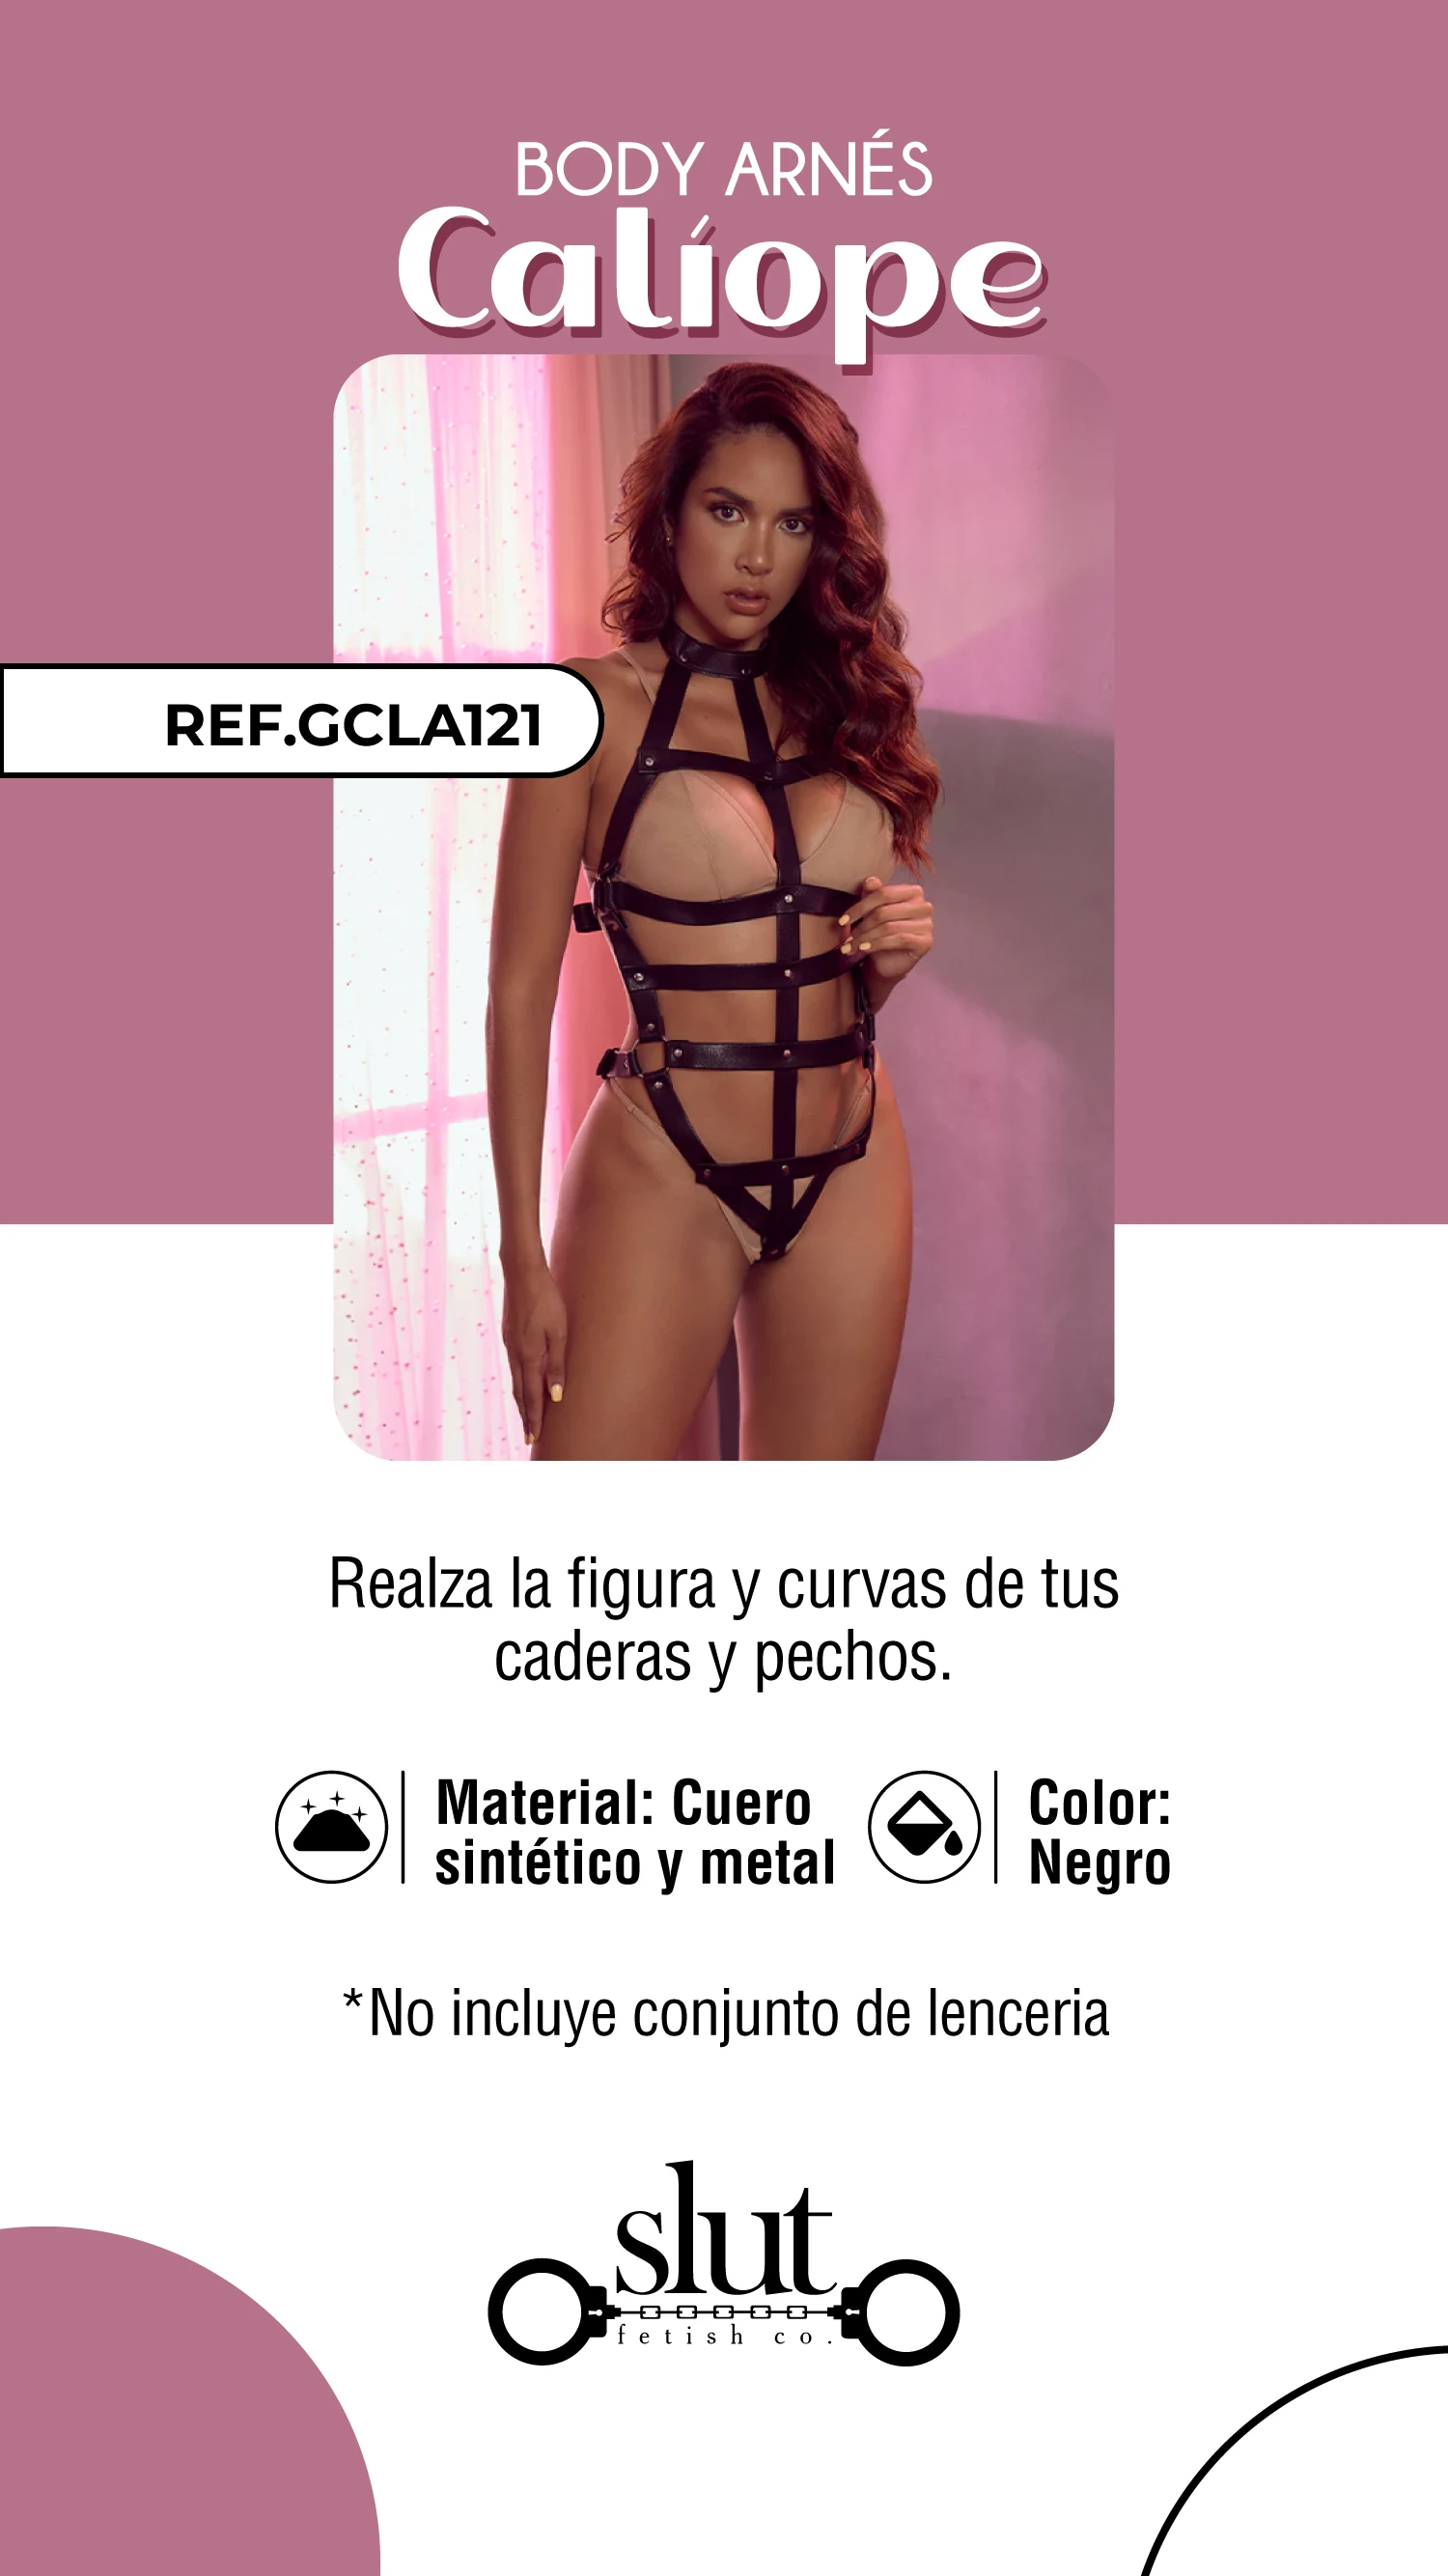 BODY ARNÉS
Calíope
REF.GCLA121
Realza la figura y curvas de tus
caderas y pechos.
Material: Cuero
sintético y metal
Color:
Negro
*No incluye conjunto de lenceria
slut
fetish co.